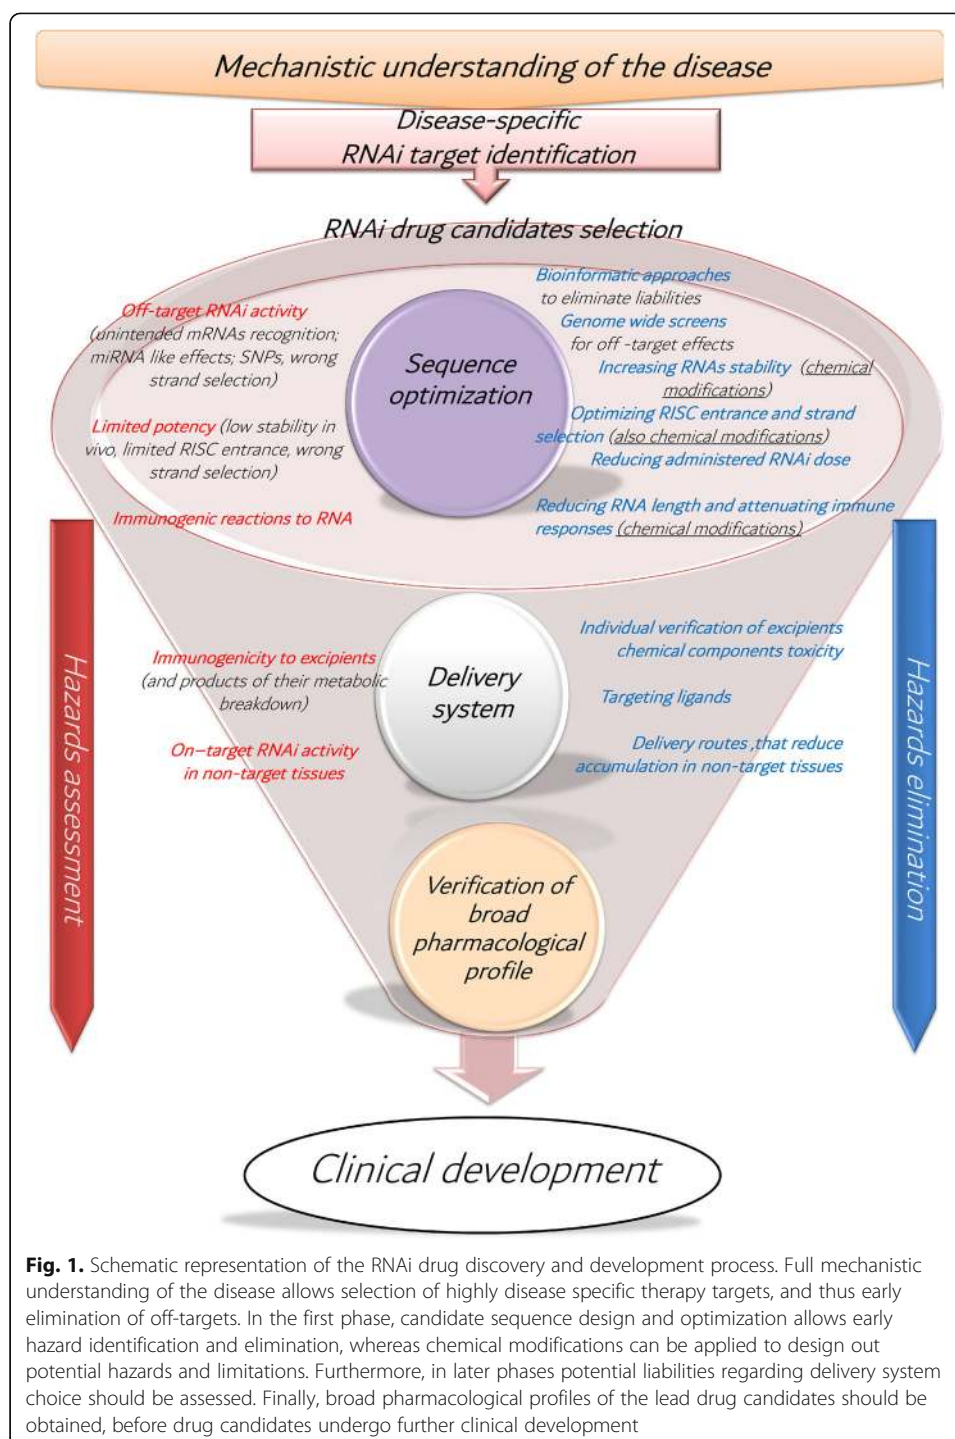 Mechanistic understanding of the disease
Disease-specific
RNAi target identification
RNAi drug candidates selection
Off-target RNAi activity
(unintended mRNAs recognition;
miRNA like effects; SNPs, wrong
strand selection)
Limited potency (low stability in
vivo, limited RISC entrance, wrong
strand selection)
Immunogenic reactions to RNA
Sequence
optimization
Bioinformatic approaches
to eliminate liabilities
Genome wide screens
for off -target effects
Increasing RNAs stability (chemical
modifications)
Optimizing RISC entrance and strand
selection (also chemical modifications)
Reducing administered RNAi dose
Reducing RNA length and attenuating immune
responses (chemical modifications)
Hazards assessment
Immunogenicity to excipients
(and products of their metabolic
breakdown)
On-target RNAi activity
in non-target tissues
Delivery
system
Individual verification of excipients
chemical components toxicity
Targeting ligands
Delivery routes ,that reduce
accumulation in non-target tissues
Hazards elimination
Verification of
broad
pharmacological
profile
Clinical development
Fig. 1. Schematic representation of the RNAi drug discovery and development process. Full mechanistic
understanding of the disease allows selection of highly disease specific therapy targets, and thus early
elimination of off-targets. In the first phase, candidate sequence design and optimization allows early
hazard identification and elimination, whereas chemical modifications can be applied to design out
potential hazards and limitations. Furthermore, in later phases potential liabilities regarding delivery system
choice should be assessed. Finally, broad pharmacological profiles of the lead drug candidates should be
obtained, before drug candidates undergo further clinical development